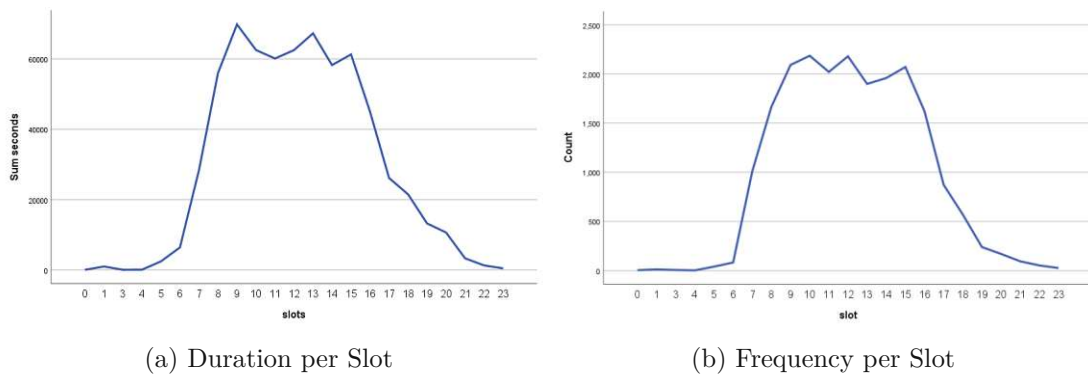 Sum seconds
60000
40000
20000
0
0 1 3 4 5 6 7 8 9 10 11 12 13 14 15 16 17 18 19 20 21 22 23
slots
(a) Duration per Slot
Count
2,500
2,000
1,500
1,000
500
0
0 1 3 4 5 6 7 8 9 10 11 12 13 14 15 16 17 18 19 20 21 22 23
slot
(b) Frequency per Slot